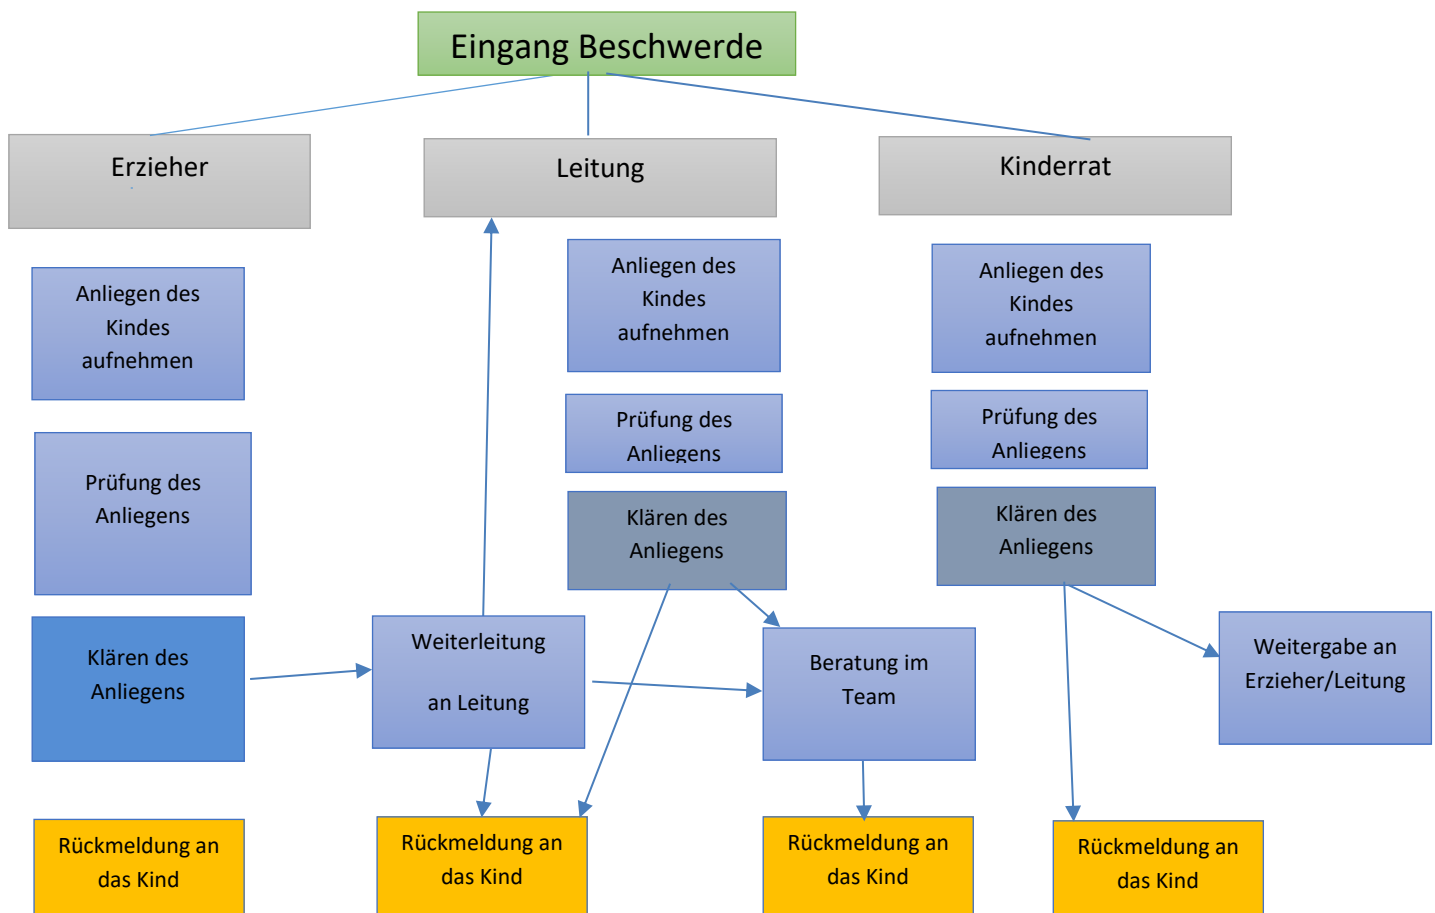 Eingang Beschwerde
Erzieher
Leitung
Kinderrat
Anliegen des
Kindes
aufnehmen
Anliegen des
Kindes
aufnehmen
Anliegen des
Kindes
aufnehmen
Prüfung des
Anliegens
Prüfung des
Anliegens
Prüfung des
Anliegens
Klären des
Anliegens
Klären des
Anliegens
Klären des
Anliegens
Weiterleitung
an Leitung
Beratung im
Team
Weitergabe an
Erzieher/Leitung
Rückmeldung an
das Kind
Rückmeldung an
das Kind
Rückmeldung an
das Kind
Rückmeldung an
das Kind